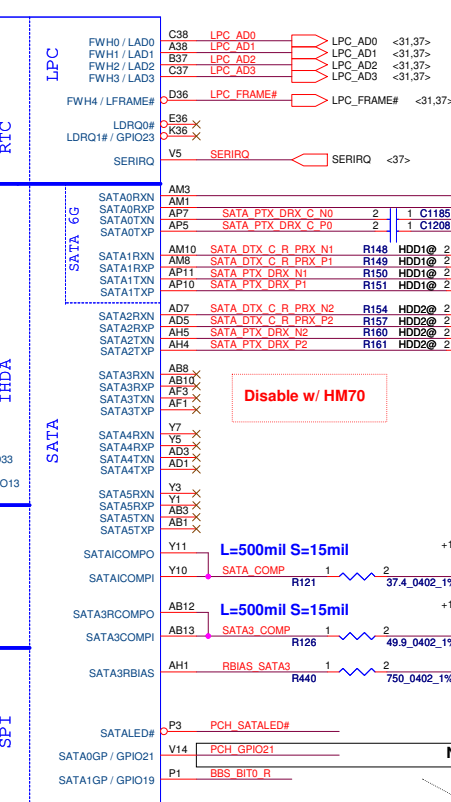 LPC
RTC
FWH0 / LAD0 C38 LPC_AD0 LPC_AD0 <31,37>
FWH1 / LAD1 A38 LPC_AD1 LPC_AD1 <31,37>
FWH2 / LAD2 B37 LPC_AD2 LPC_AD2 <31,37>
FWH3 / LAD3 C37 LPC_AD3 LPC_AD3 <31,37>
FWH4 / LFRAME# D36 LPC_FRAME# LPC_FRAME# <31,37>
LDRQ0# E36
LDRQ1# / GPIO23 K36
SERIRQ V5 SERIRQ SERIRQ <37>
SATA 6G
SATA0RXN AM3
SATA0RXP AM1
SATA0TXN AP7 SATA_PTX_DRX_C_N0 2 1 C1185
SATA0TXP AP5 SATA_PTX_DRX_C_P0 2 1 C1208
SATA1RXN AM10 SATA_DTX_C_R_PRX_N1 R148 HDD1@ 2
SATA1RXP AM8 SATA_DTX_C_R_PRX_P1 R149 HDD1@ 2
SATA1TXN AP11 SATA_PTX_DRX_N1 R150 HDD1@ 2
SATA1TXP AP10 SATA_PTX_DRX_P1 R151 HDD1@ 2
SATA2RXN AD7 SATA_DTX_C_R_PRX_N2 R154 HDD2@ 2
SATA2RXP AD5 SATA_DTX_C_R_PRX_P2 R157 HDD2@ 2
SATA2TXN AH5 SATA_PTX_DRX_N2 R160 HDD2@ 2
SATA2TXP AH4 SATA_PTX_DRX_P2 R161 HDD2@ 2
IHDA
SATA
SATA3RXN AB8
SATA3RXP AB10
SATA3TXN AF3
SATA3TXP AF1
Disable w/ HM70
SATA4RXN Y7
SATA4RXP Y5
SATA4TXN AD3
SATA4TXP AD1
033
O13
SATA5RXN Y3
SATA5RXP Y1
SATA5TXN AB3
SATA5TXP AB1
SATAICOMPO Y11 L=500mil S=15mil +1
SATAICOMPI Y10 SATA_COMP R121 1 2 37.4_0402_1%
SATA3RCOMPO AB12 L=500mil S=15mil +1
SATA3COMPI AB13 SATA3_COMP R126 1 2 49.9_0402_1%
SATA3RBIAS AH1 RBIAS_SATA3 R440 1 2 750_0402_1%
SPI
SATALED# P3 PCH_SATALED#
SATA0GP / GPIO21 V14 PCH_GPIO21 N
SATA1GP / GPIO19 P1 BBS_BIT0_R